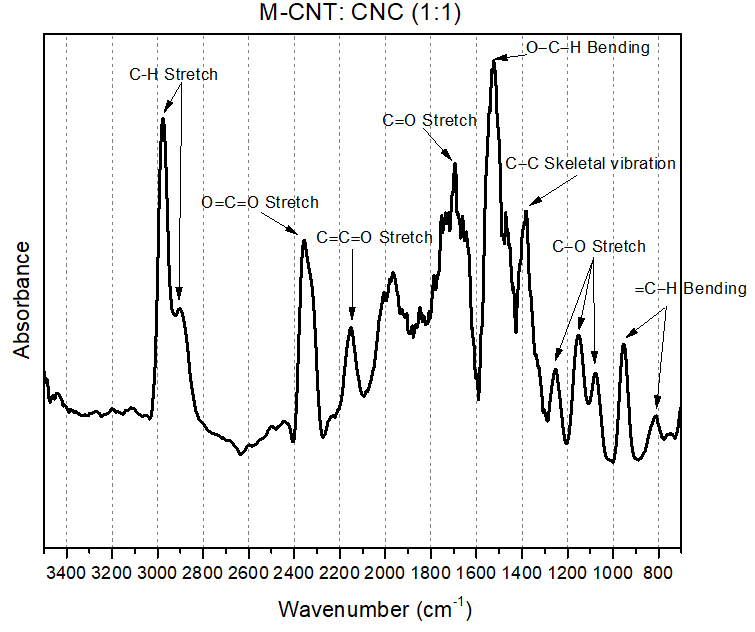 M-CNT: CNC (1:1)
O−C−H Bending
C-H Stretch
C=O Stretch
C−C Skeletal vibration
O=C=O Stretch
C=C=O Stretch
C−O Stretch
=C−H Bending
Absorbance
3400 3200 3000 2800 2600 2400 2200 2000 1800 1600 1400 1200 1000 800
Wavenumber (cm⁻¹)